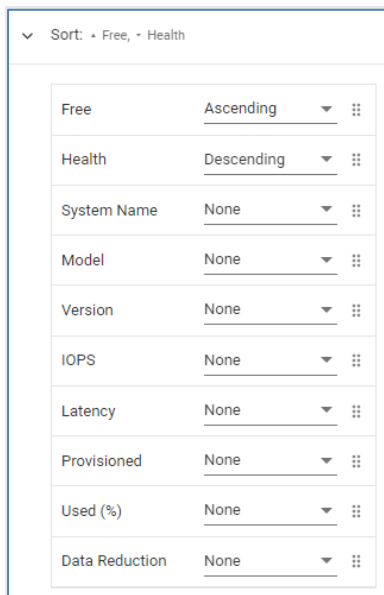 Sort: ▴ Free, ▾ Health
Free Ascending
Health Descending
System Name None
Model None
Version None
IOPS None
Latency None
Provisioned None
Used (%) None
Data Reduction None